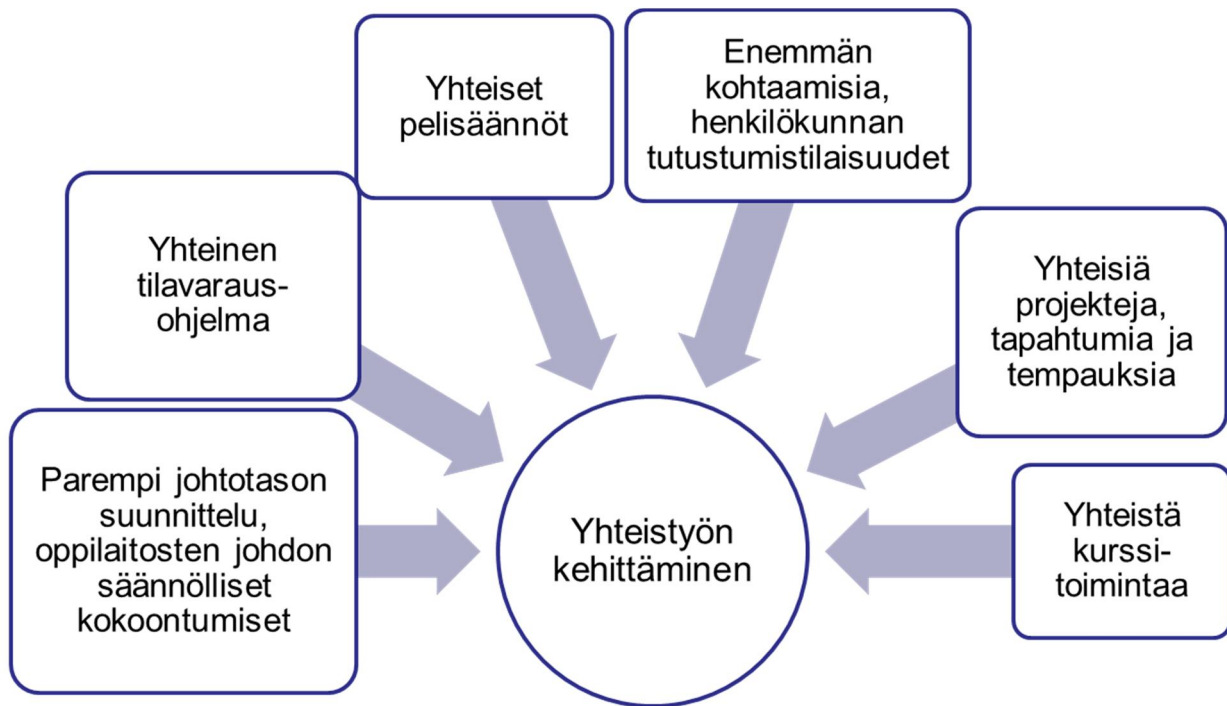 Parempi johtotason
suunnittelu,
oppilaitosten johdon
säännölliset
kokoontumiset
Yhteinen
tilavaraus-
ohjelma
Yhteiset
pelisäännöt
Enemmän
kohtaamisia,
henkilökunnan
tutustumistilaisuudet
Yhteisiä
projekteja,
tapahtumia ja
tempauksia
Yhteistä
kurssi-
toimintaa
Yhteistyön
kehittäminen